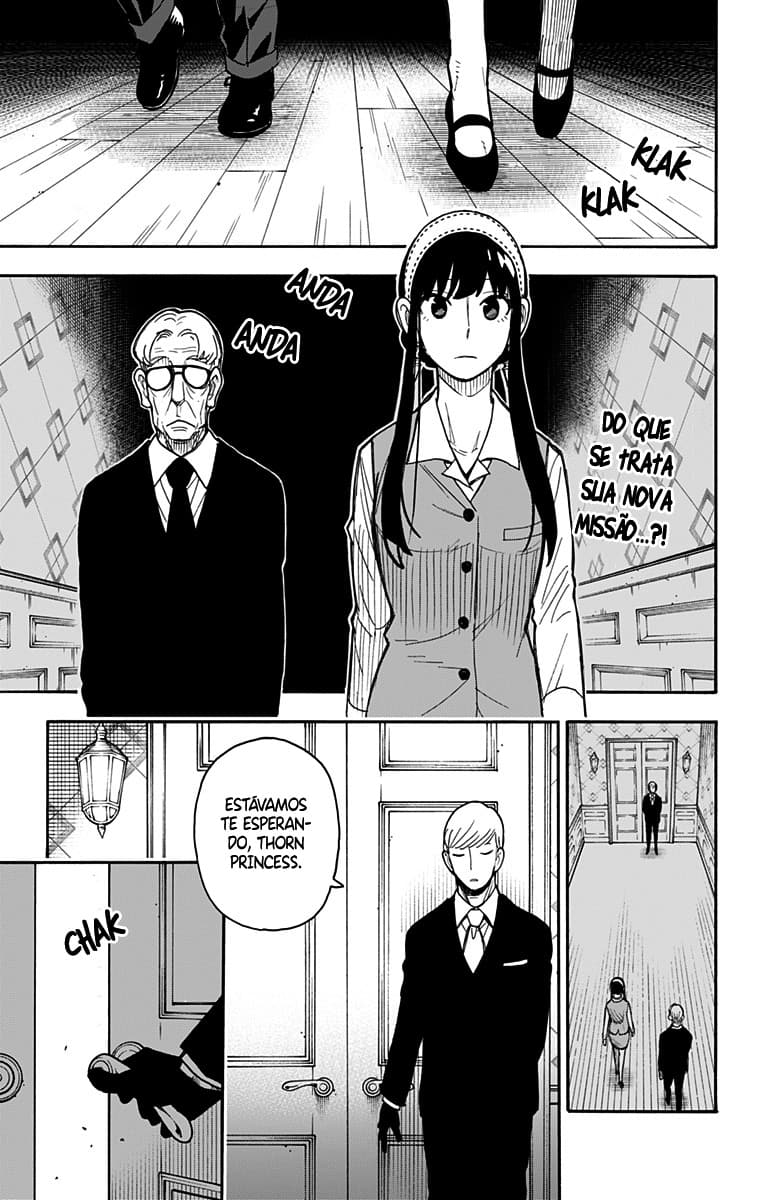 KLAK
KLAK
ANDA
ANDA
DO QUE
SE TRATA
SUA NOVA
MISSÃO...?!
ESTÁVAMOS
TE ESPERAN-
DO, THORN
PRINCESS.
CHAK